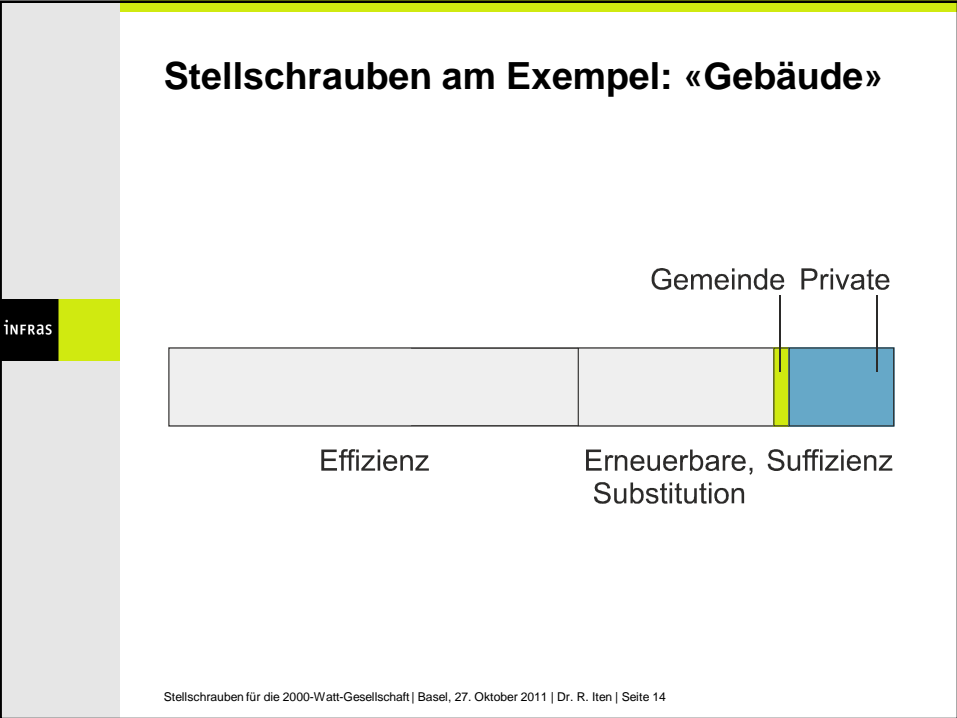 Stellschrauben am Exempel: «Gebäude»
Gemeinde Private
iNFRas
Effizienz Erneuerbare, Suffizienz
Substitution
Stellschrauben für die 2000-Watt-Gesellschaft | Basel, 27. Oktober 2011 | Dr. R. Iten | Seite 14